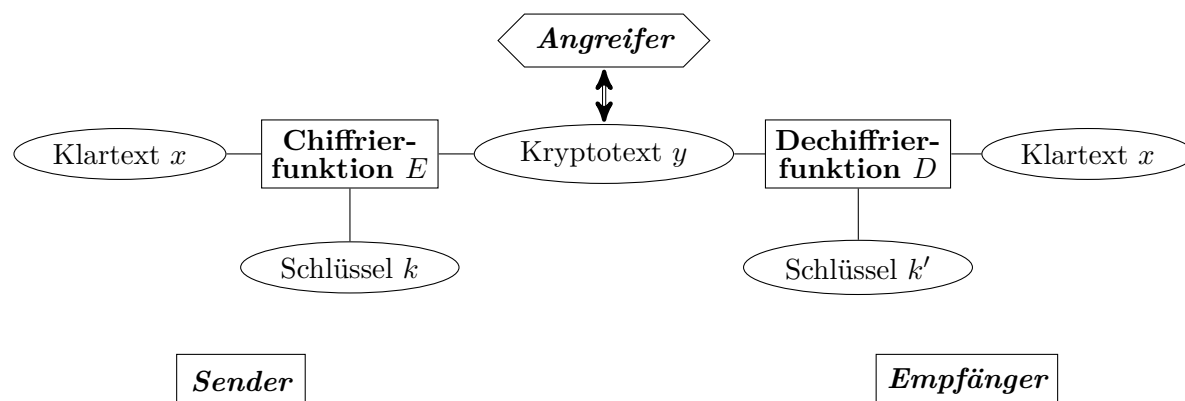 Angreifer
Klartext x
Chiffrier-
funktion E
Kryptotext y
Dechiffrier-
funktion D
Klartext x
Schlüssel k
Schlüssel k′
Sender
Empfänger